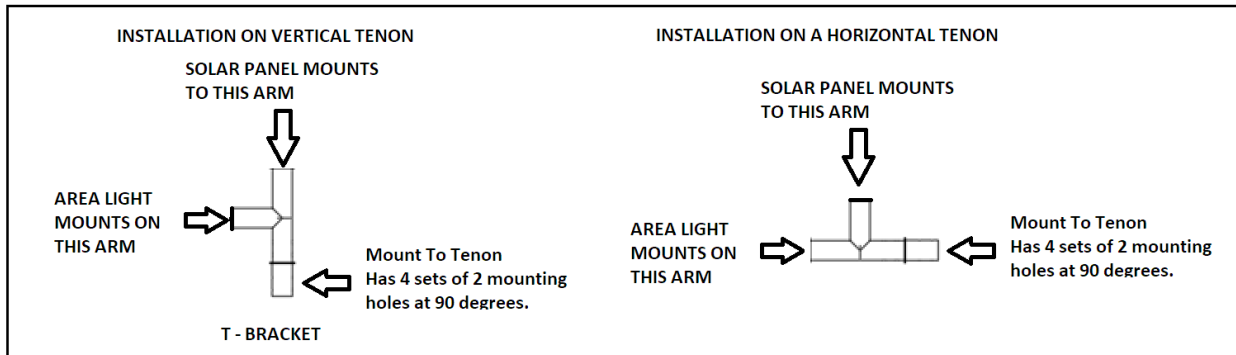 INSTALLATION ON VERTICAL TENON
SOLAR PANEL MOUNTS
TO THIS ARM
AREA LIGHT
MOUNTS ON
THIS ARM
Mount To Tenon
Has 4 sets of 2 mounting
holes at 90 degrees.
T - BRACKET
INSTALLATION ON A HORIZONTAL TENON
SOLAR PANEL MOUNTS
TO THIS ARM
AREA LIGHT
MOUNTS ON
THIS ARM
Mount To Tenon
Has 4 sets of 2 mounting
holes at 90 degrees.